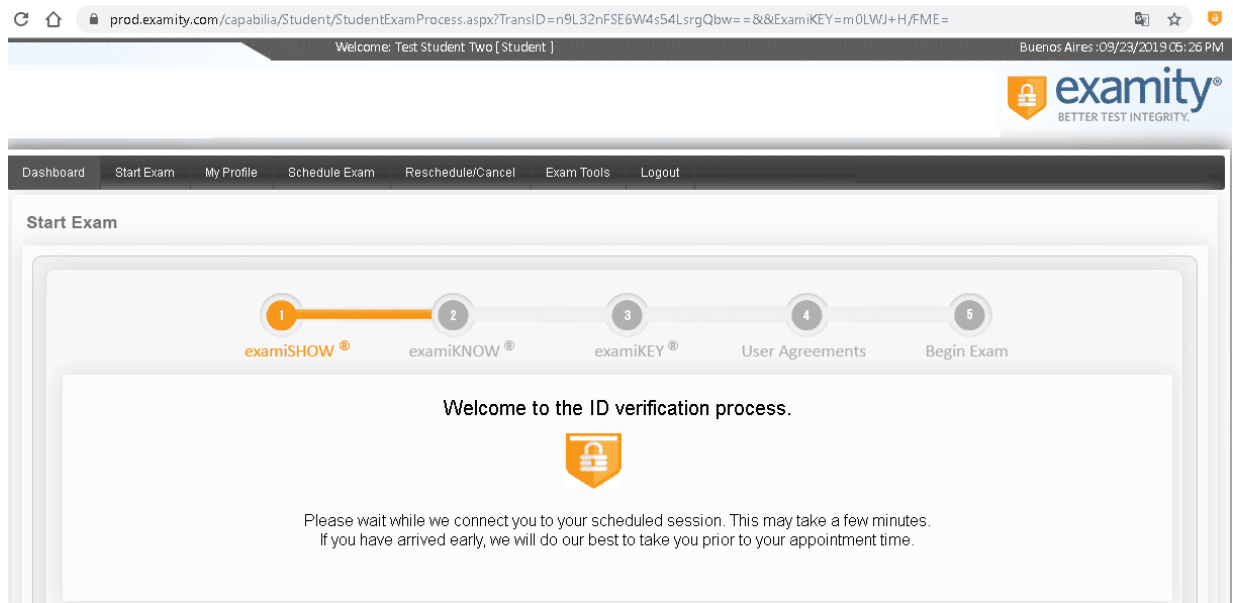 prod.examity.com/capabilia/Student/StudentExamProcess.aspx?TransID=n9L32nFSE6W4s54LsrgQbw==&&ExamiKEY=m0LWJ+H/FME=
Welcome: Test Student Two [ Student ]
Buenos Aires :09/23/2019 05:26 PM
examity®
BETTER TEST INTEGRITY.
Dashboard Start Exam My Profile Schedule Exam Reschedule/Cancel Exam Tools Logout
Start Exam
1 2 3 4 5
examiSHOW ® examiKNOW ® examiKEY ® User Agreements Begin Exam
Welcome to the ID verification process.
Please wait while we connect you to your scheduled session. This may take a few minutes.
If you have arrived early, we will do our best to take you prior to your appointment time.